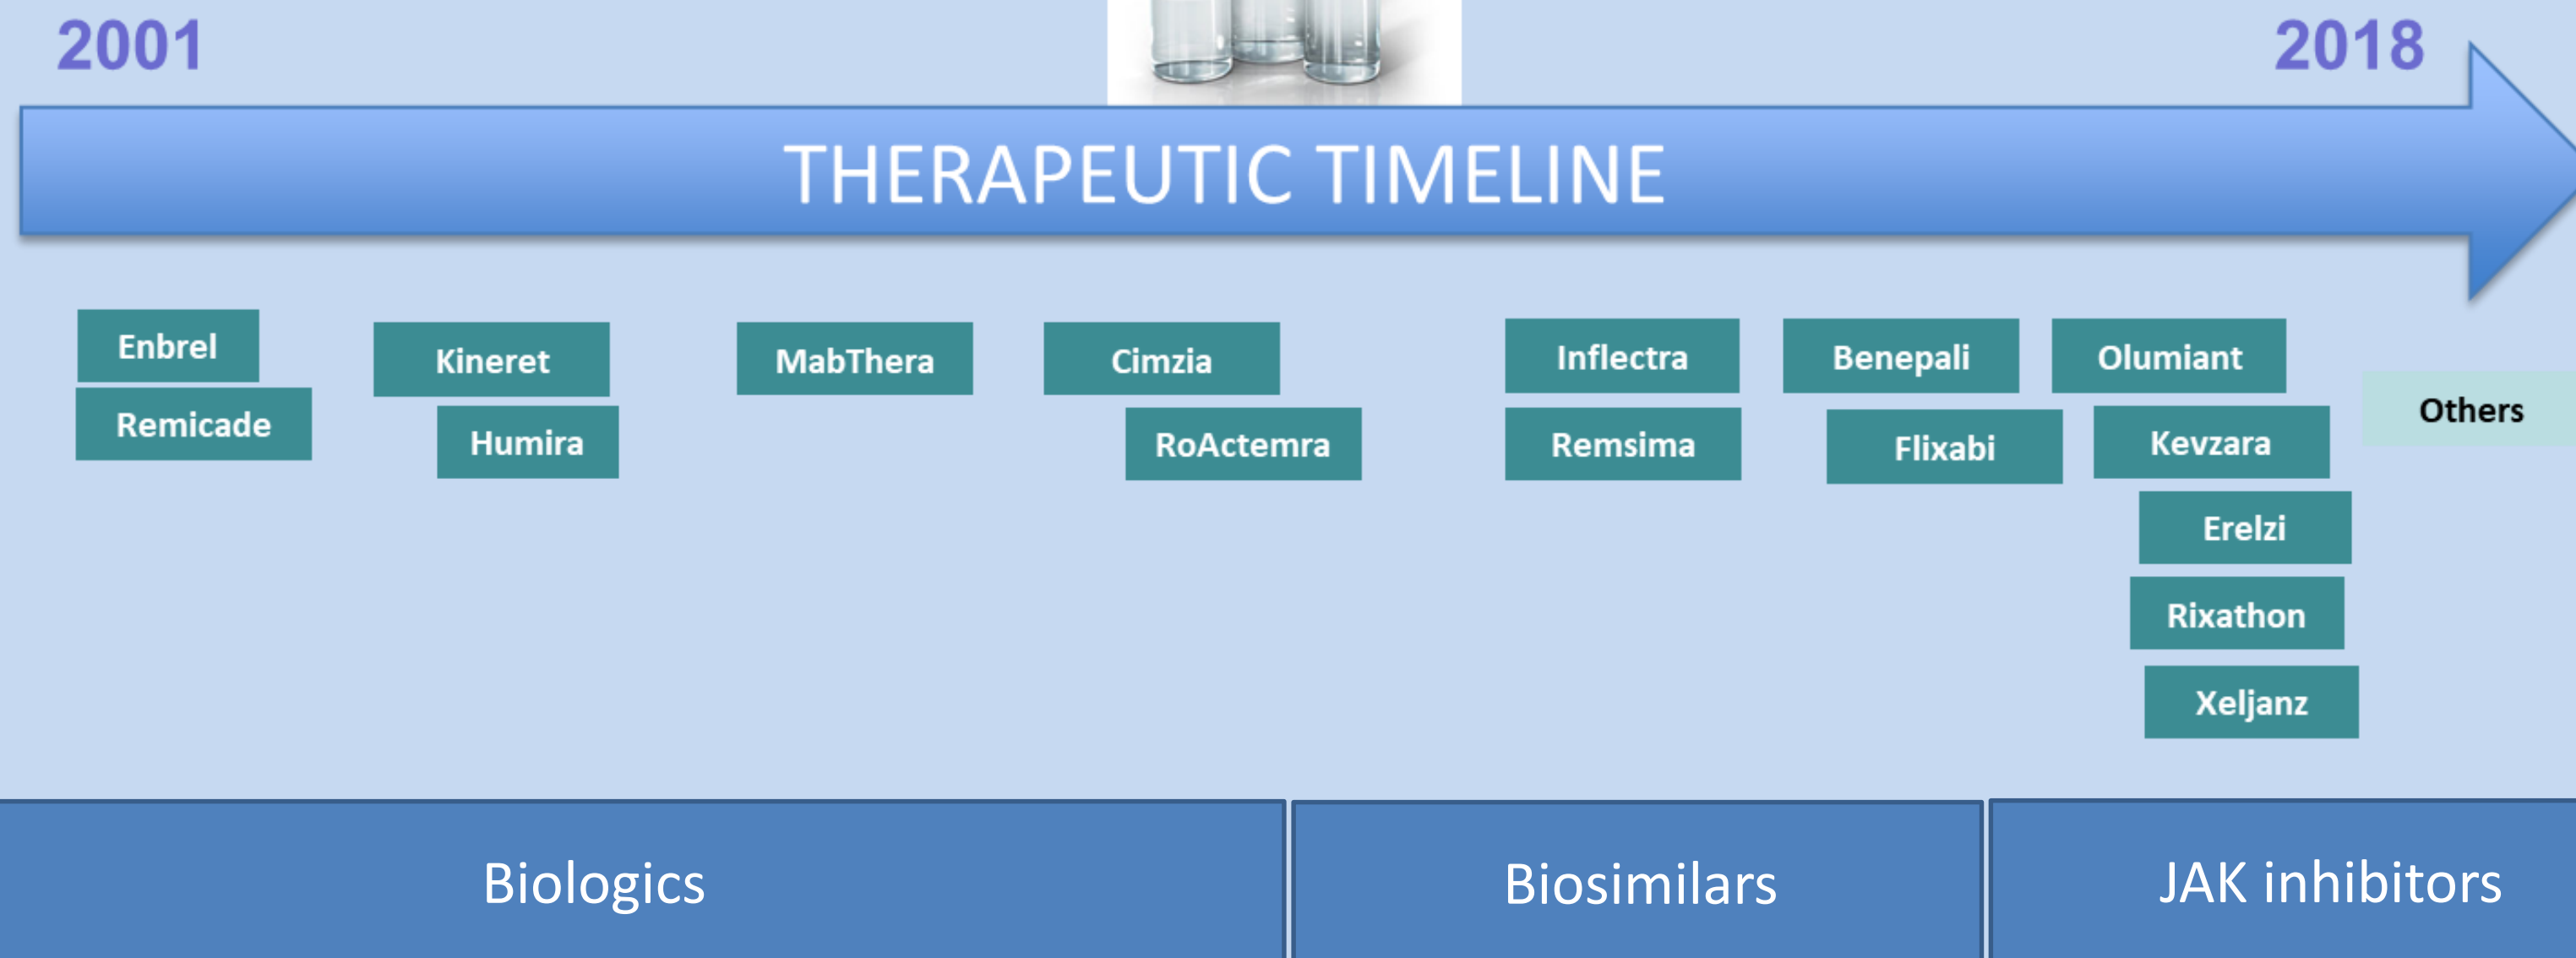 2001
2018
THERAPEUTIC TIMELINE
Enbrel
Remicade
Kineret
Humira
MabThera
Cimzia
RoActemra
Inflectra
Remsima
Benepali
Flixabi
Olumiant
Kevzara
Erelzi
Rixathon
Xeljanz
Others
Biologics
Biosimilars
JAK inhibitors